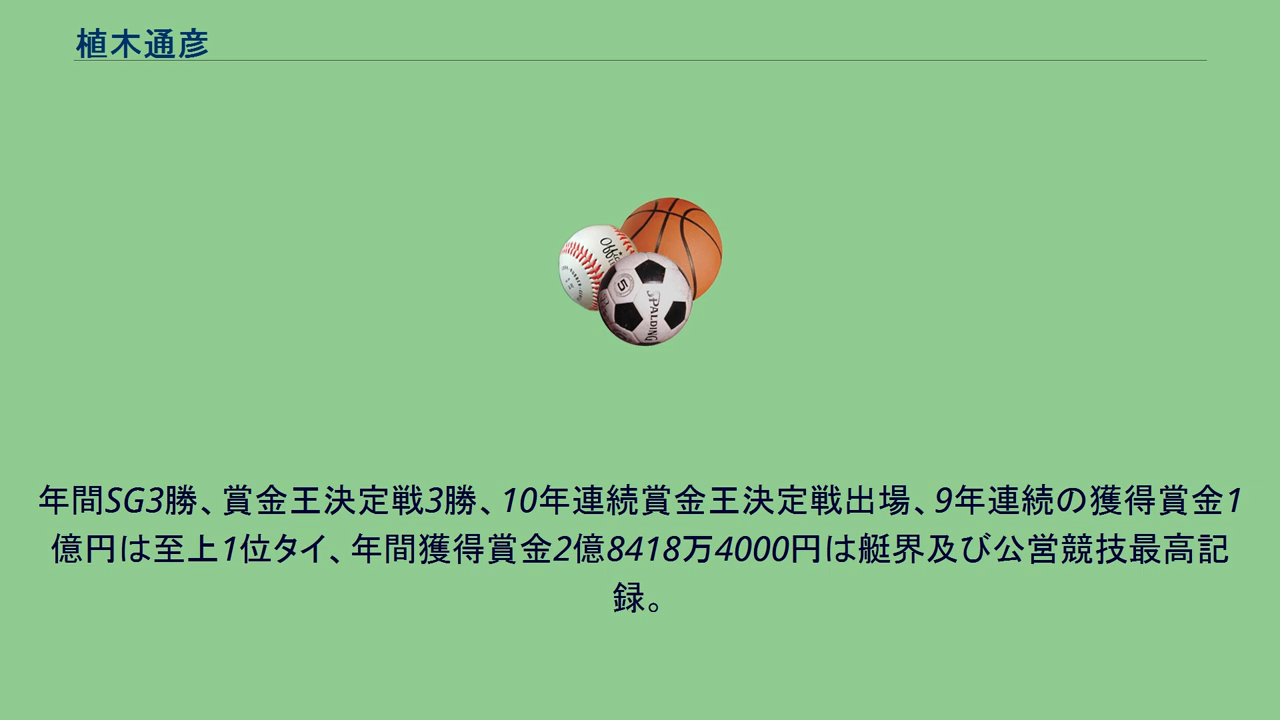 植木通彦
Offic
5
SPALDING
年間SG3勝、賞金王決定戦3勝、10年連続賞金王決定戦出場、9年連続の獲得賞金1
億円は至上1位タイ、年間獲得賞金2億8418万4000円は艇界及び公営競技最高記
録。